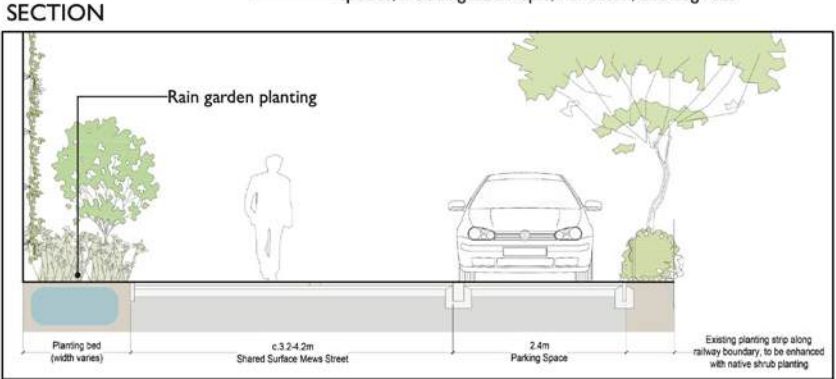 SECTION
Rain garden planting
Planting bed
(width varies)
c.3.2-4.2m
Shared Surface Mews Street
2.4m
Parking Space
Existing planting strip along
railway boundary, to be enhanced
with native shrub planting